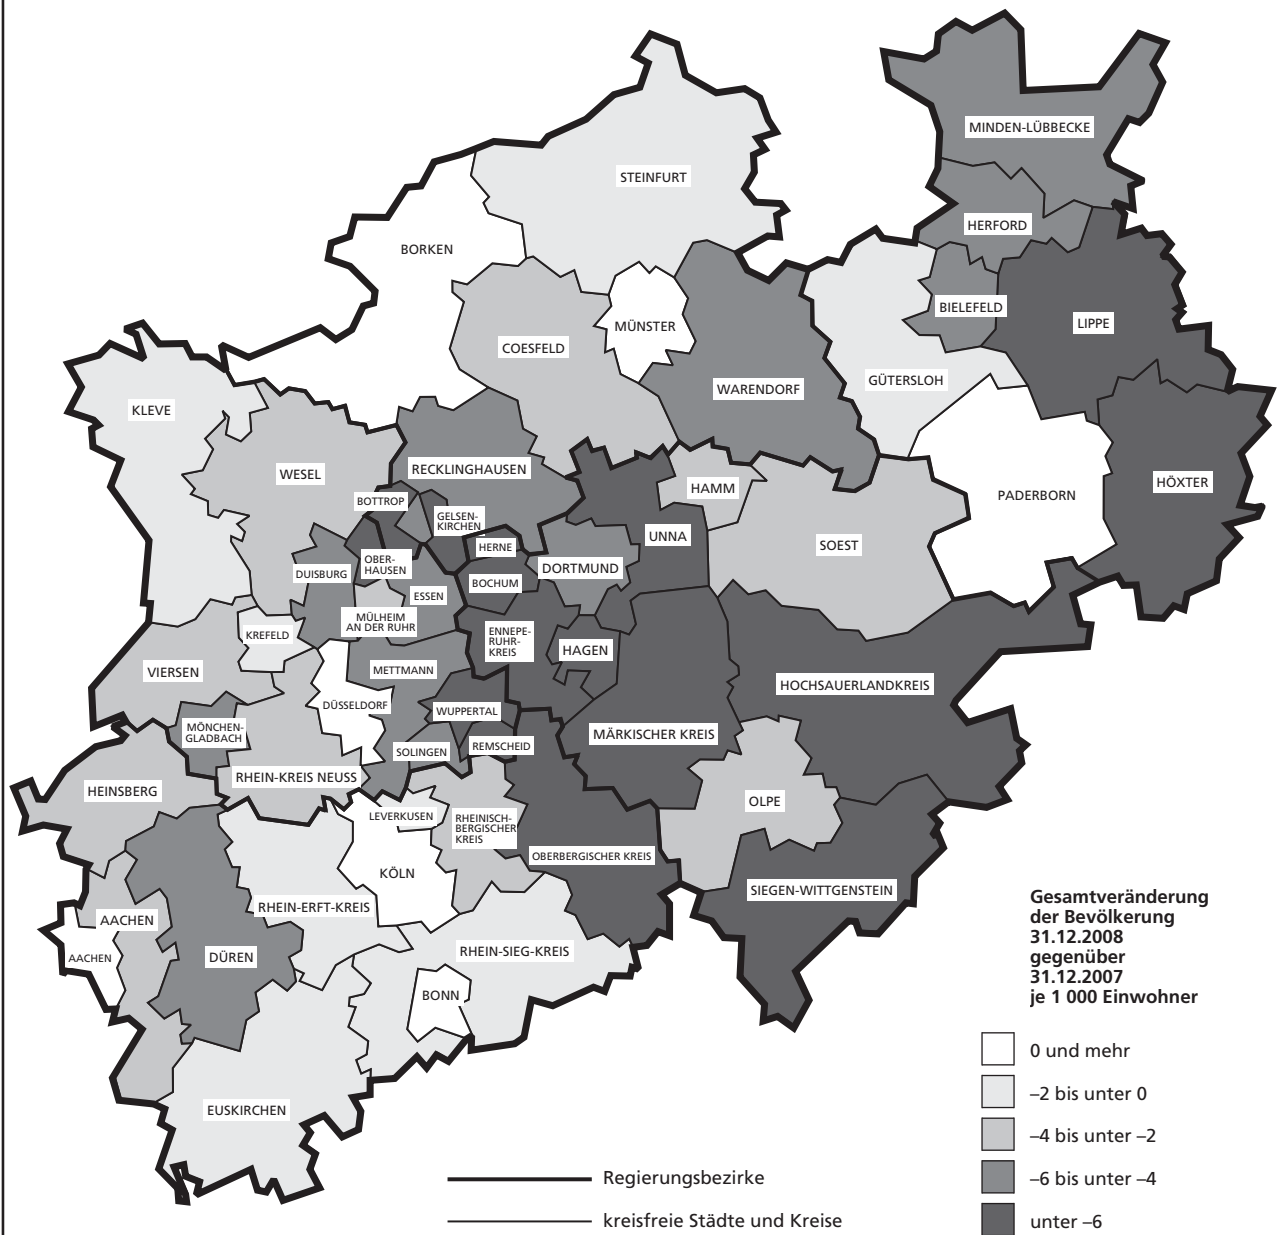 MINDEN-LÜBBECKE
STEINFURT
HERFORD
BORKEN
BIELEFELD
MÜNSTER
LIPPE
COESFELD
GÜTERSLOH
WARENDORF
KLEVE
RECKLINGHAUSEN
WESEL
HÖXTER
HAMM
PADERBORN
BOTTROP
GELSEN-
KIRCHEN
UNNA
SOEST
HERNE
OBER-
HAUSEN
DORTMUND
DUISBURG
BOCHUM
ESSEN
MÜLHEIM
AN DER RUHR
KREFELD
ENNEPE-
RUHR-
KREIS
HAGEN
VIERSEN
METTMANN
HOCHSAUERLANDKREIS
DÜSSELDORF
WUPPERTAL
MÖNCHEN-
GLADBACH
MÄRKISCHER KREIS
REMSCHEID
SOLINGEN
RHEIN-KREIS NEUSS
HEINSBERG
OLPE
LEVERKUSEN
RHEINISCH-
BERGISCHER
KREIS
OBERBERGISCHER KREIS
KÖLN
SIEGEN-WITTGENSTEIN
RHEIN-ERFT-KREIS
AACHEN
RHEIN-SIEG-KREIS
AACHEN
DÜREN
BONN
EUSKIRCHEN
Gesamtveränderung
der Bevölkerung
31.12.2008
gegenüber
31.12.2007
je 1 000 Einwohner
0 und mehr
–2 bis unter 0
–4 bis unter –2
–6 bis unter –4
unter –6
Regierungsbezirke
kreisfreie Städte und Kreise